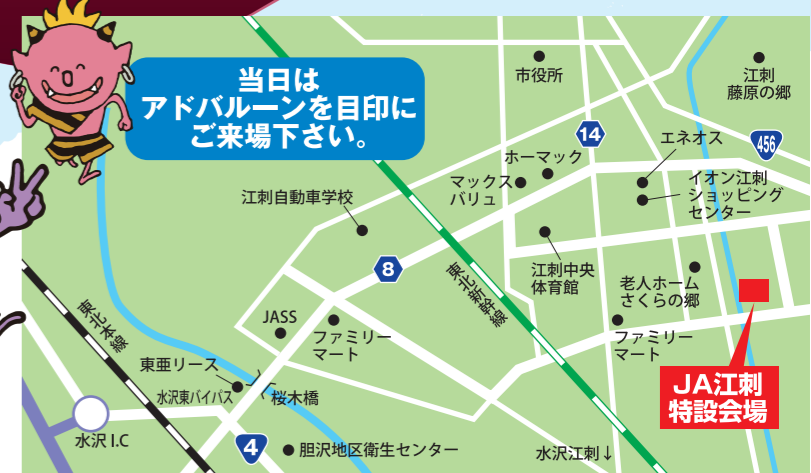 当日は
アドバルーンを目印に
ご来場下さい。
市役所
江刺
藤原の郷
14
エネオス
456
ホーマック
マックス
バリュ
イオン江刺
ショッピング
センター
江刺自動車学校
8
江刺中央
体育館
老人ホーム
さくらの郷
東北新幹線
東北本線
JASS
ファミリー
マート
ファミリー
マート
東亜リース
水沢東バイパス
桜木橋
JA江刺
特設会場
水沢 I.C
4
胆沢地区衛生センター
水沢江刺↓